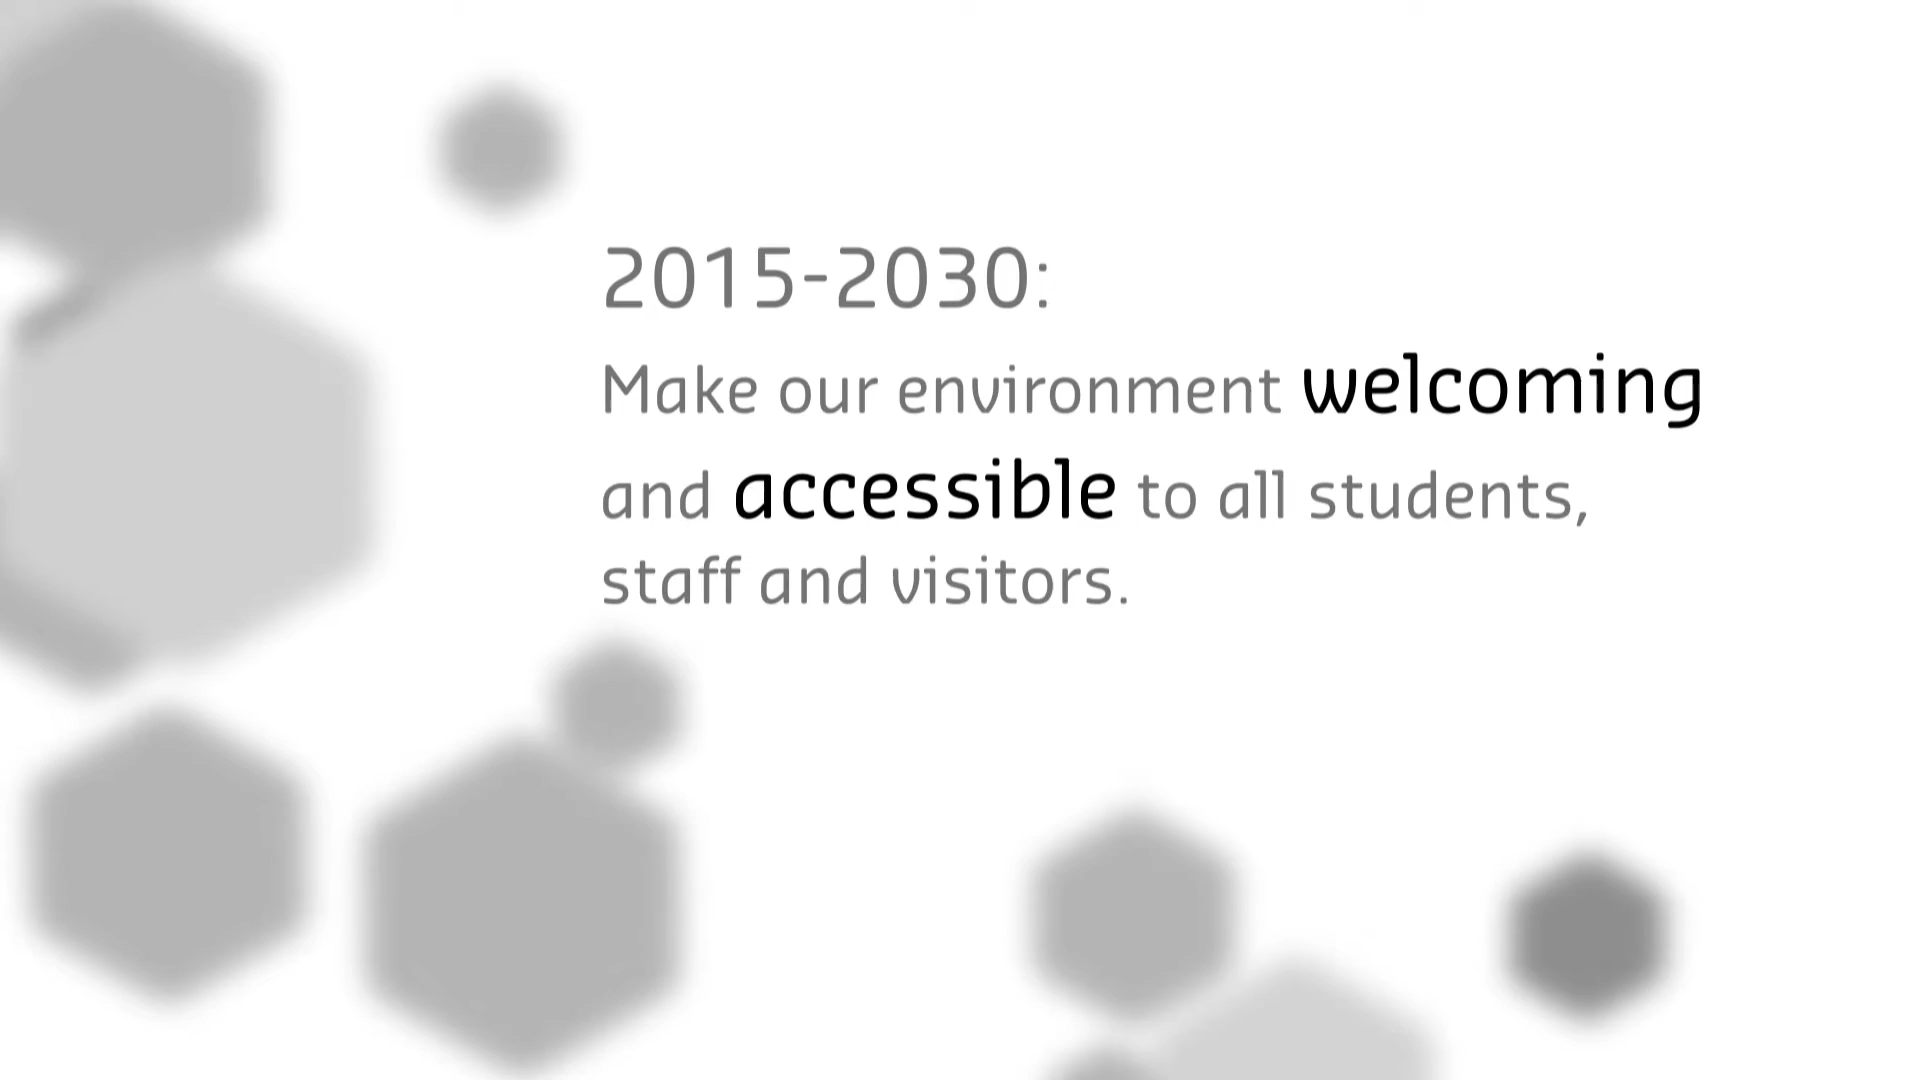 2015-2030:
Make our environment welcoming
and accessible to all students,
staff and visitors.